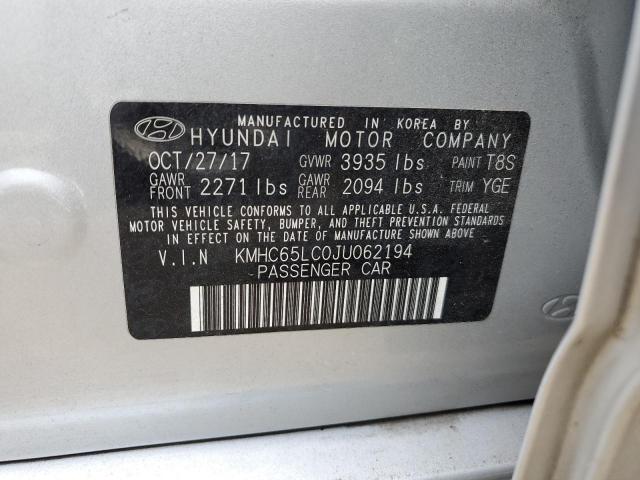 MANUFACTURED IN KOREA BY
HYUNDAI MOTOR COMPANY
OCT/27/17 GVWR 3935 lbs PAINT T8S
GAWR FRONT 2271 lbs GAWR REAR 2094 lbs TRIM YGE
THIS VEHICLE CONFORMS TO ALL APPLICABLE U.S.A. FEDERAL
MOTOR VEHICLE SAFETY, BUMPER, AND THEFT PREVENTION STANDARDS
IN EFFECT ON THE DATE OF MANUFACTURE SHOWN ABOVE.
V.I.N KMHC65LC0JU062194
PASSENGER CAR